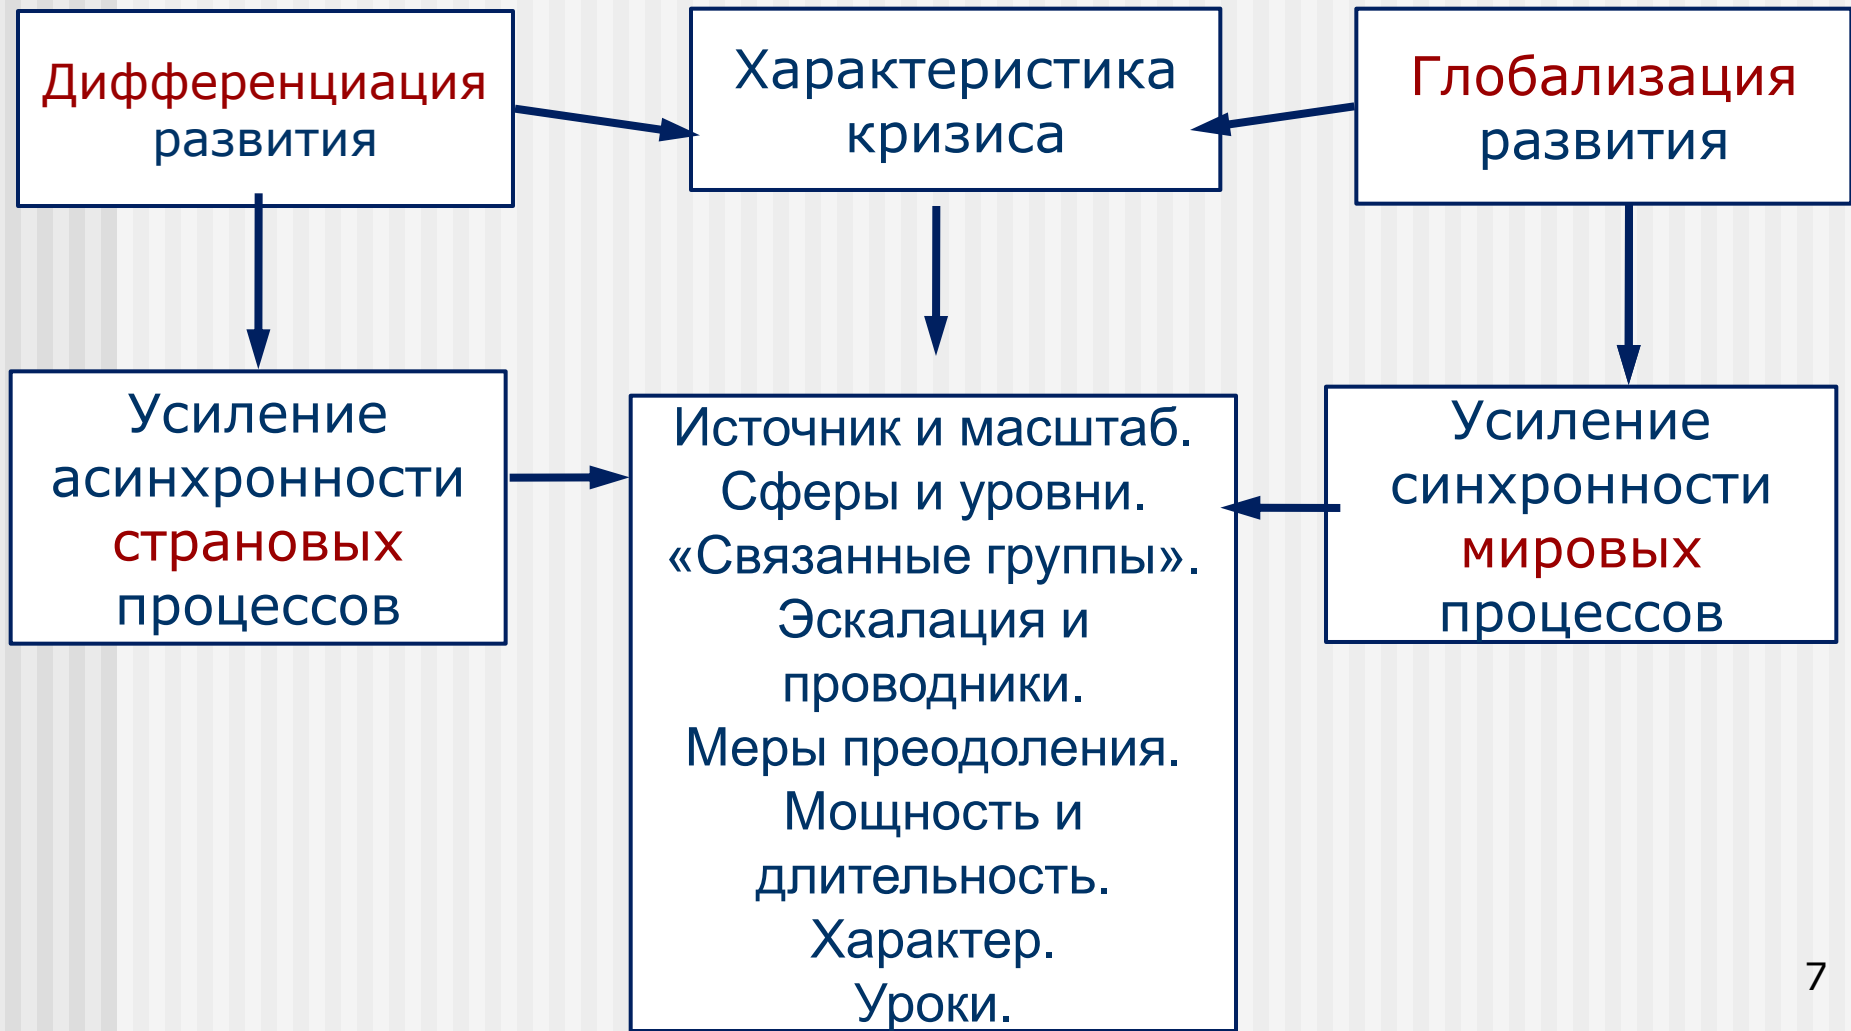 Дифференциация
развития
Характеристика
кризиса
Глобализация
развития
Усиление
асинхронности
страновых
процессов
Источник и масштаб.
Сферы и уровни.
«Связанные группы».
Эскалация и
проводники.
Меры преодоления.
Мощность и
длительность.
Характер.
Уроки.
Усиление
синхронности
мировых
процессов
7